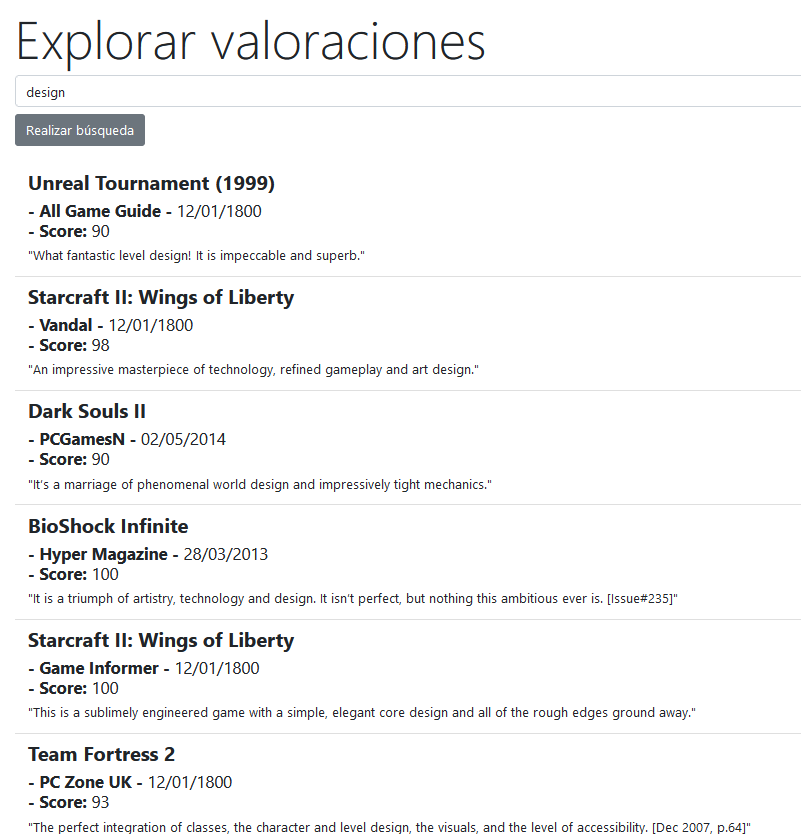 Explorar valoraciones
design
Realizar búsqueda
Unreal Tournament (1999)
- All Game Guide - 12/01/1800
- Score: 90
"What fantastic level design! It is impeccable and superb."
Starcraft II: Wings of Liberty
- Vandal - 12/01/1800
- Score: 98
"An impressive masterpiece of technology, refined gameplay and art design."
Dark Souls II
- PCGamesN - 02/05/2014
- Score: 90
"It's a marriage of phenomenal world design and impressively tight mechanics."
BioShock Infinite
- Hyper Magazine - 28/03/2013
- Score: 100
"It is a triumph of artistry, technology and design. It isn't perfect, but nothing this ambitious ever is. [Issue#235]"
Starcraft II: Wings of Liberty
- Game Informer - 12/01/1800
- Score: 100
"This is a sublimely engineered game with a simple, elegant core design and all of the rough edges ground away."
Team Fortress 2
- PC Zone UK - 12/01/1800
- Score: 93
"The perfect integration of classes, the character and level design, the visuals, and the level of accessibility. [Dec 2007, p.64]"